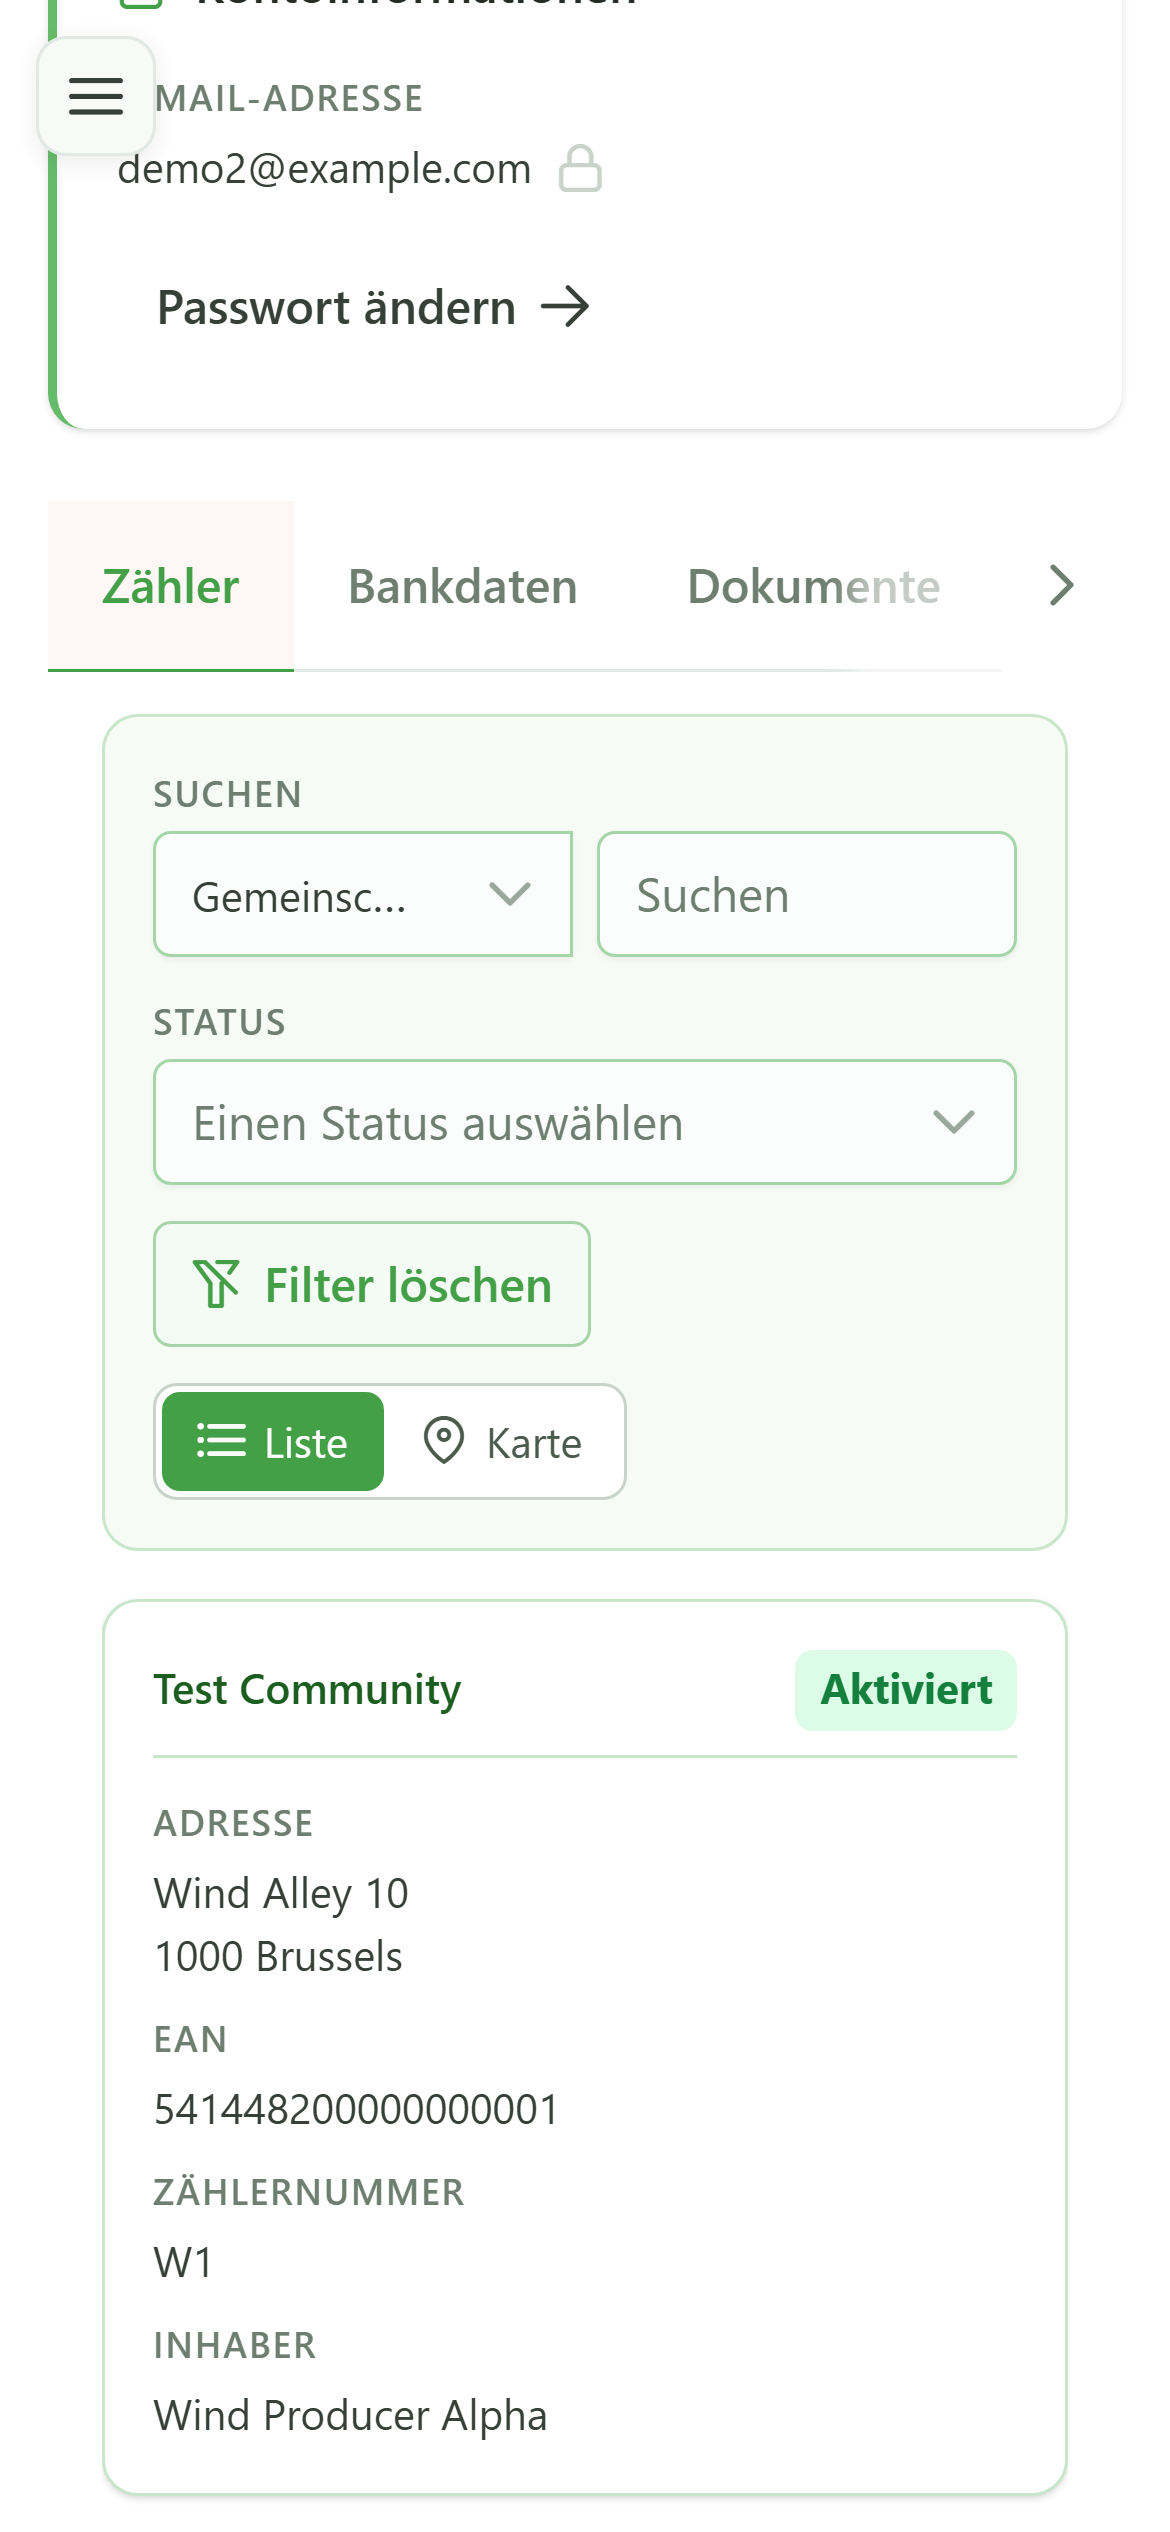 Kontoinformationen
MAIL-ADRESSE
demo2@example.com
Passwort ändern
Zähler Bankdaten Dokumente
SUCHEN
Gemeinsc... Suchen
STATUS
Einen Status auswählen
Filter löschen
Liste Karte
Test Community Aktiviert
ADRESSE
Wind Alley 10
1000 Brussels
EAN
541448200000000001
ZÄHLERNUMMER
W1
INHABER
Wind Producer Alpha